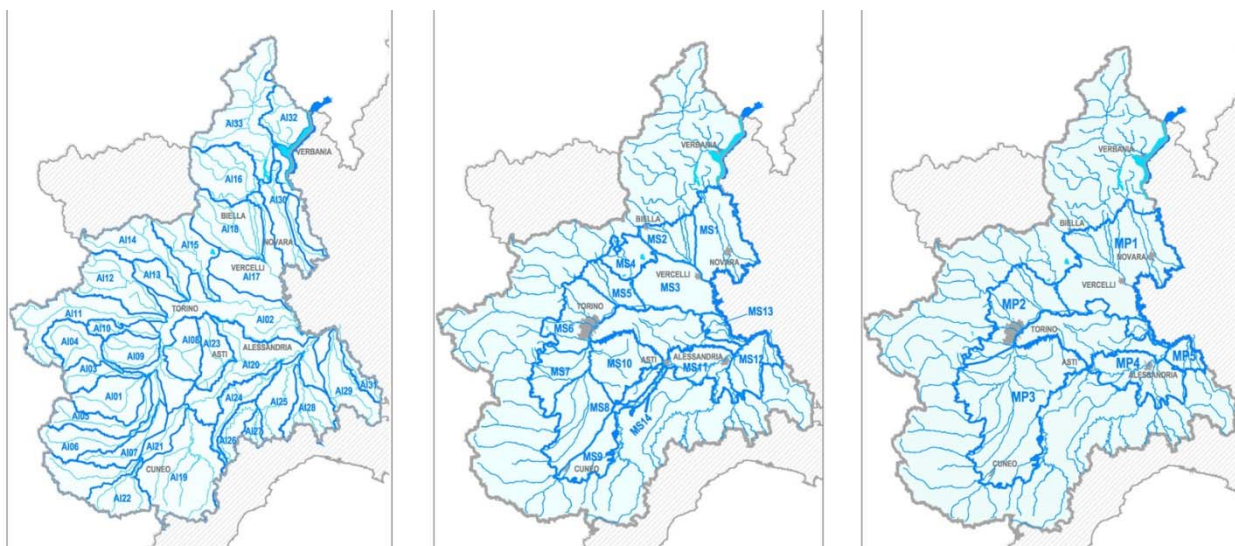 AI32
AI33
VERBANIA
AI16
AI30
BIELLA
AI18
NOVARA
AI14
AI15
VERCELLI
AI17
AI12
AI13
TORINO
AI11
AI02
AI10
AI04
AI08
AI23
AI09
ASTI
ALESSANDRIA
AI20
AI03
AI01
AI24
AI25
AI29
AI31
AI28
AI05
AI06
AI07
AI21
AI26
AI27
CUNEO
AI19
AI22
VERBANIA
BIELLA
MS2
MS1
MS4
NOVARA
VERCELLI
MS3
MS5
TORINO
MS13
MS6
MS10
ASTI
ALESSANDRIA
MS12
MS7
MS11
MS8
MS14
MS9
CUNEO
VERBANIA
BIELLA
MP1
NOVARA
VERCELLI
MP2
TORINO
ASTI
MP4
MP5
ALESSANDRIA
MP3
CUNEO